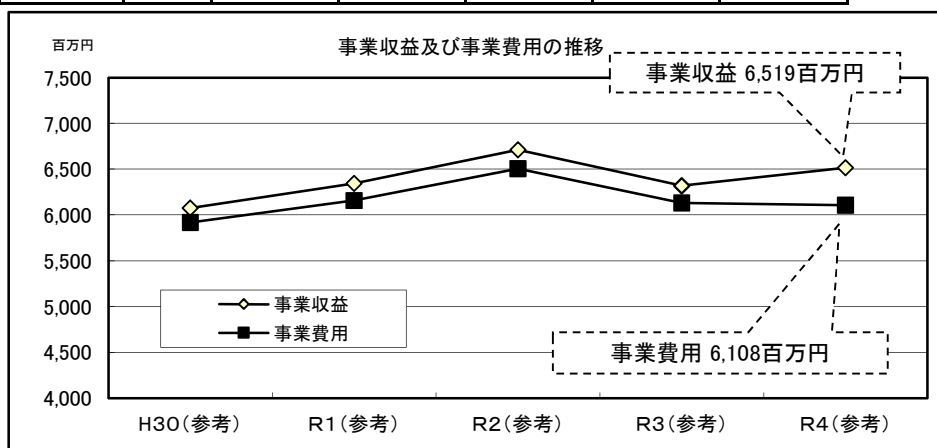 百万円
事業収益及び事業費用の推移
事業収益 6,519百万円
7,500
7,000
6,500
6,000
5,500
5,000
4,500
4,000
事業収益
事業費用
事業費用 6,108百万円
H30(参考) R1(参考) R2(参考) R3(参考) R4(参考)